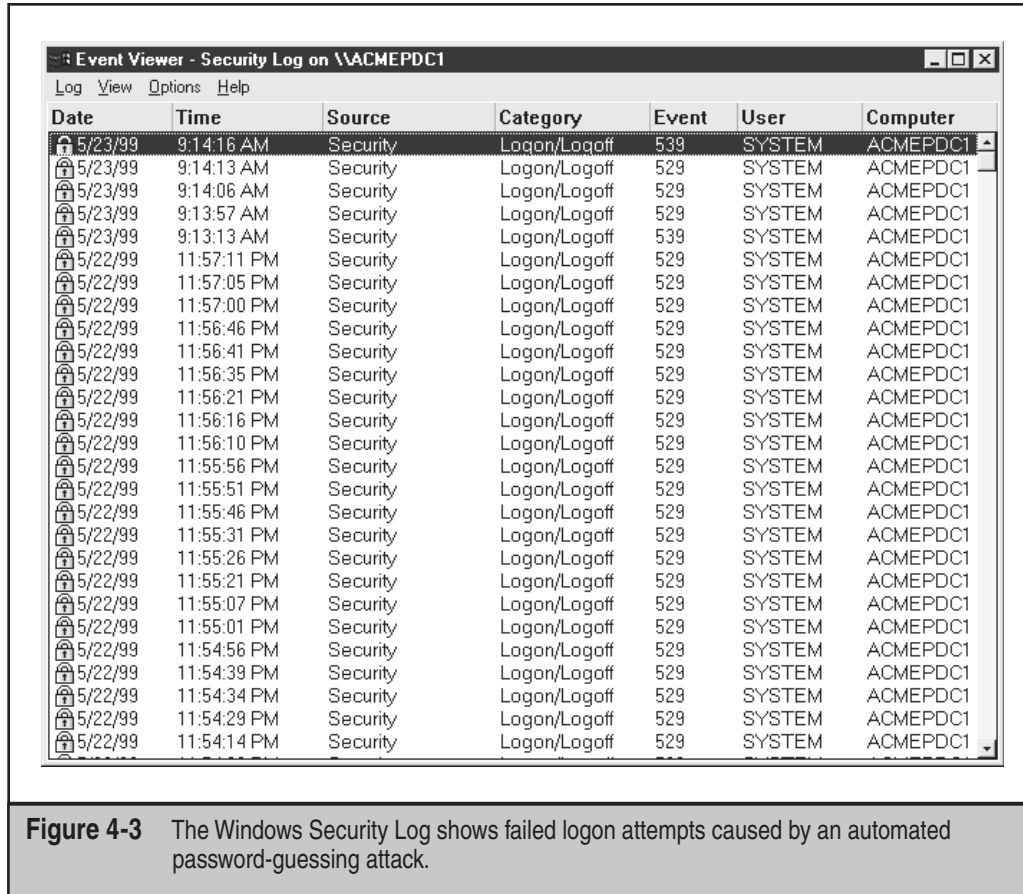 Event Viewer - Security Log on \\ACMEPDC1
Log View Options Help
Date Time Source Category Event User Computer
5/23/99 9:14:16 AM Security Logon/Logoff 539 SYSTEM ACMEPDC1
5/23/99 9:14:13 AM Security Logon/Logoff 529 SYSTEM ACMEPDC1
5/23/99 9:14:06 AM Security Logon/Logoff 529 SYSTEM ACMEPDC1
5/23/99 9:13:57 AM Security Logon/Logoff 529 SYSTEM ACMEPDC1
5/23/99 9:13:13 AM Security Logon/Logoff 539 SYSTEM ACMEPDC1
5/22/99 11:57:11 PM Security Logon/Logoff 529 SYSTEM ACMEPDC1
5/22/99 11:57:05 PM Security Logon/Logoff 529 SYSTEM ACMEPDC1
5/22/99 11:57:00 PM Security Logon/Logoff 529 SYSTEM ACMEPDC1
5/22/99 11:56:46 PM Security Logon/Logoff 529 SYSTEM ACMEPDC1
5/22/99 11:56:41 PM Security Logon/Logoff 529 SYSTEM ACMEPDC1
5/22/99 11:56:35 PM Security Logon/Logoff 529 SYSTEM ACMEPDC1
5/22/99 11:56:21 PM Security Logon/Logoff 529 SYSTEM ACMEPDC1
5/22/99 11:56:16 PM Security Logon/Logoff 529 SYSTEM ACMEPDC1
5/22/99 11:56:10 PM Security Logon/Logoff 529 SYSTEM ACMEPDC1
5/22/99 11:55:56 PM Security Logon/Logoff 529 SYSTEM ACMEPDC1
5/22/99 11:55:51 PM Security Logon/Logoff 529 SYSTEM ACMEPDC1
5/22/99 11:55:46 PM Security Logon/Logoff 529 SYSTEM ACMEPDC1
5/22/99 11:55:31 PM Security Logon/Logoff 529 SYSTEM ACMEPDC1
5/22/99 11:55:26 PM Security Logon/Logoff 529 SYSTEM ACMEPDC1
5/22/99 11:55:21 PM Security Logon/Logoff 529 SYSTEM ACMEPDC1
5/22/99 11:55:07 PM Security Logon/Logoff 529 SYSTEM ACMEPDC1
5/22/99 11:55:01 PM Security Logon/Logoff 529 SYSTEM ACMEPDC1
5/22/99 11:54:56 PM Security Logon/Logoff 529 SYSTEM ACMEPDC1
5/22/99 11:54:39 PM Security Logon/Logoff 529 SYSTEM ACMEPDC1
5/22/99 11:54:34 PM Security Logon/Logoff 529 SYSTEM ACMEPDC1
5/22/99 11:54:29 PM Security Logon/Logoff 529 SYSTEM ACMEPDC1
5/22/99 11:54:14 PM Security Logon/Logoff 529 SYSTEM ACMEPDC1
Figure 4-3 The Windows Security Log shows failed logon attempts caused by an automated
password-guessing attack.